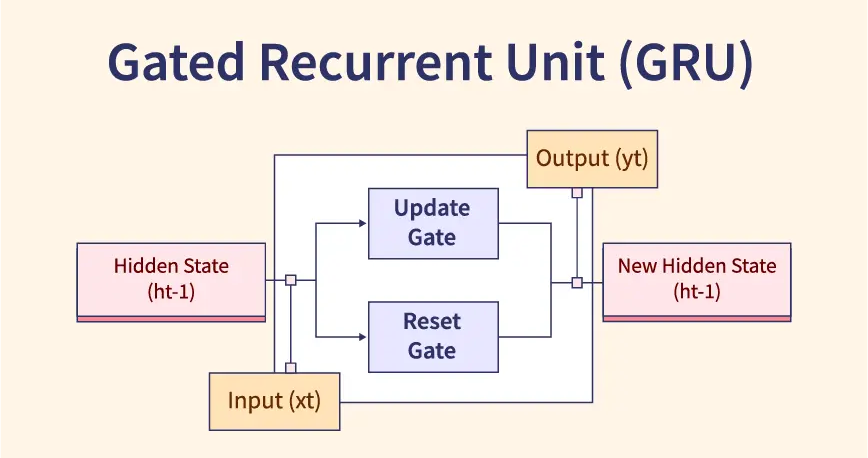 Gated Recurrent Unit (GRU)
Output (yt)
Update
Gate
Hidden State
(ht-1)
New Hidden State
(ht-1)
Reset
Gate
Input (xt)